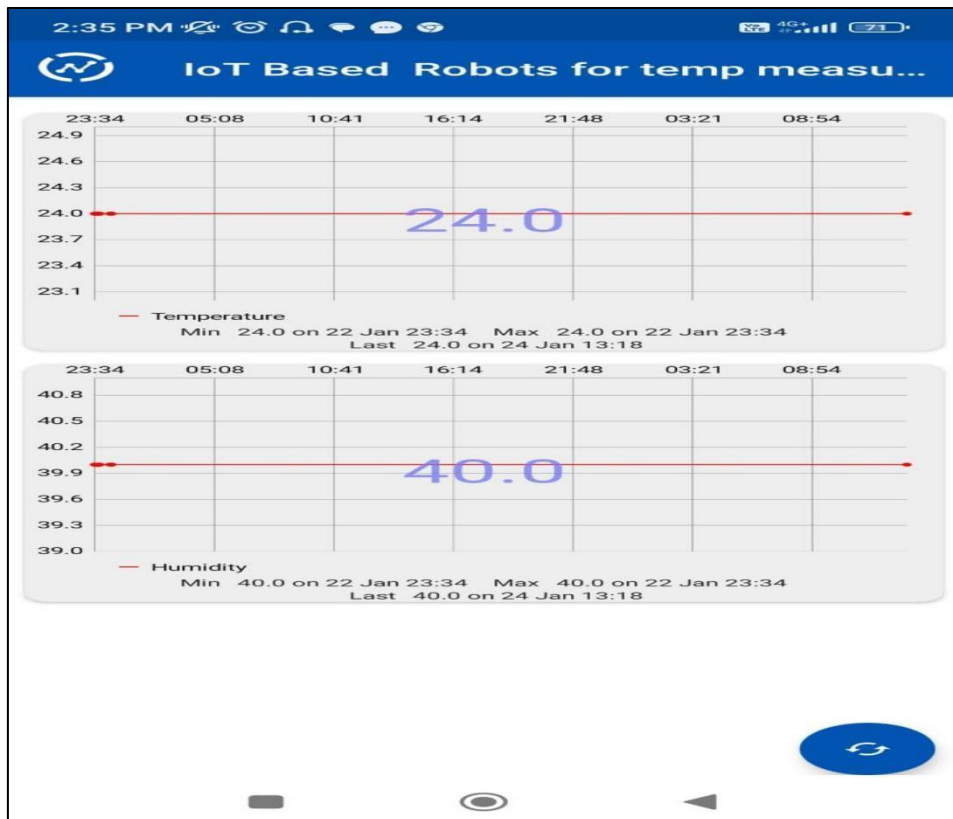 2:35 PM Vo LTE 4G+ 71
IoT Based Robots for temp measu...
23:34 05:08 10:41 16:14 21:48 03:21 08:54
24.9
24.6
24.3
24.0
23.7
23.4
23.1
24.0
Temperature
Min 24.0 on 22 Jan 23:34 Max 24.0 on 22 Jan 23:34
Last 24.0 on 24 Jan 13:18
23:34 05:08 10:41 16:14 21:48 03:21 08:54
40.8
40.5
40.2
39.9
39.6
39.3
39.0
40.0
Humidity
Min 40.0 on 22 Jan 23:34 Max 40.0 on 22 Jan 23:34
Last 40.0 on 24 Jan 13:18